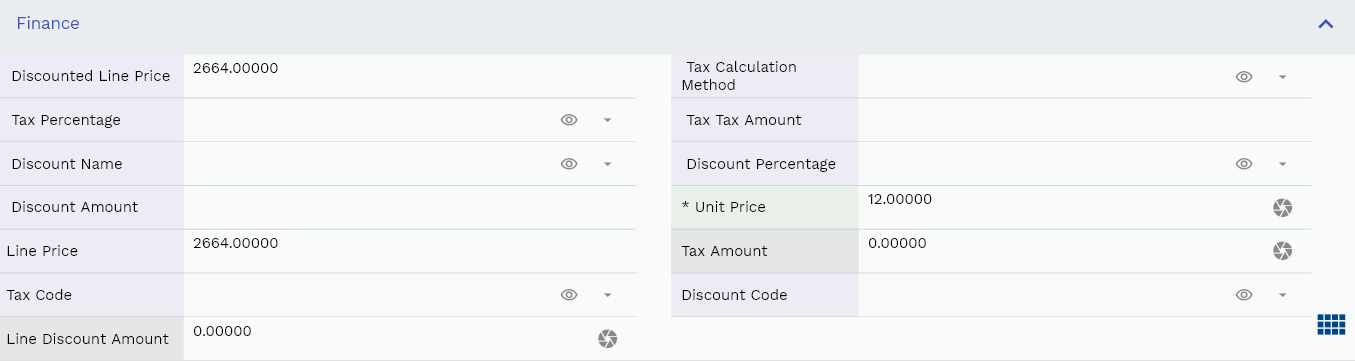 Finance
Discounted Line Price 2664.00000 Tax Calculation
Method
Tax Percentage Tax Tax Amount
Discount Name Discount Percentage
Discount Amount * Unit Price 12.00000
Line Price 2664.00000 Tax Amount 0.00000
Tax Code Discount Code
Line Discount Amount 0.00000